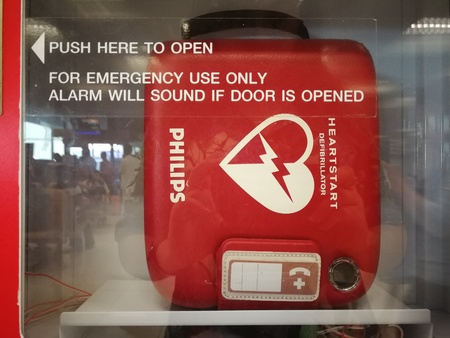 PUSH HERE TO OPEN
FOR EMERGENCY USE ONLY
ALARM WILL SOUND IF DOOR IS OPENED
PHILIPS
HEARTSTART
DEFIBRILLATOR